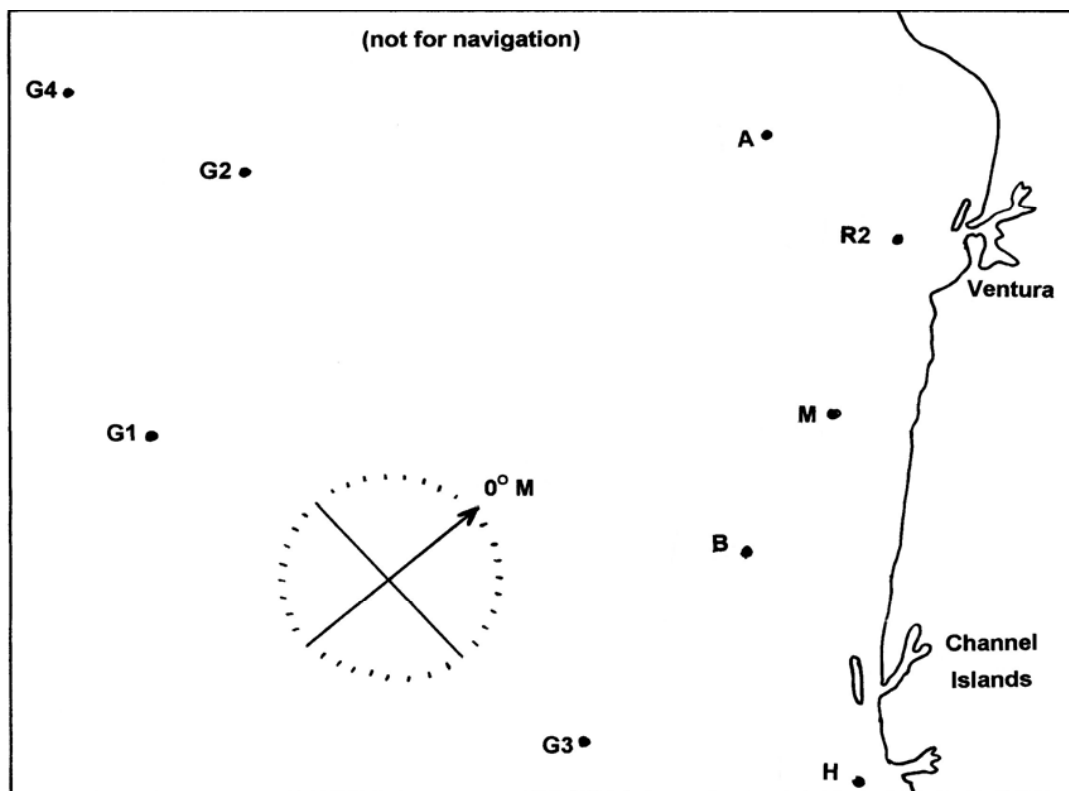 (not for navigation)
G4
A
G2
R2
Ventura
M
G1
0° M
B
Channel
Islands
G3
H